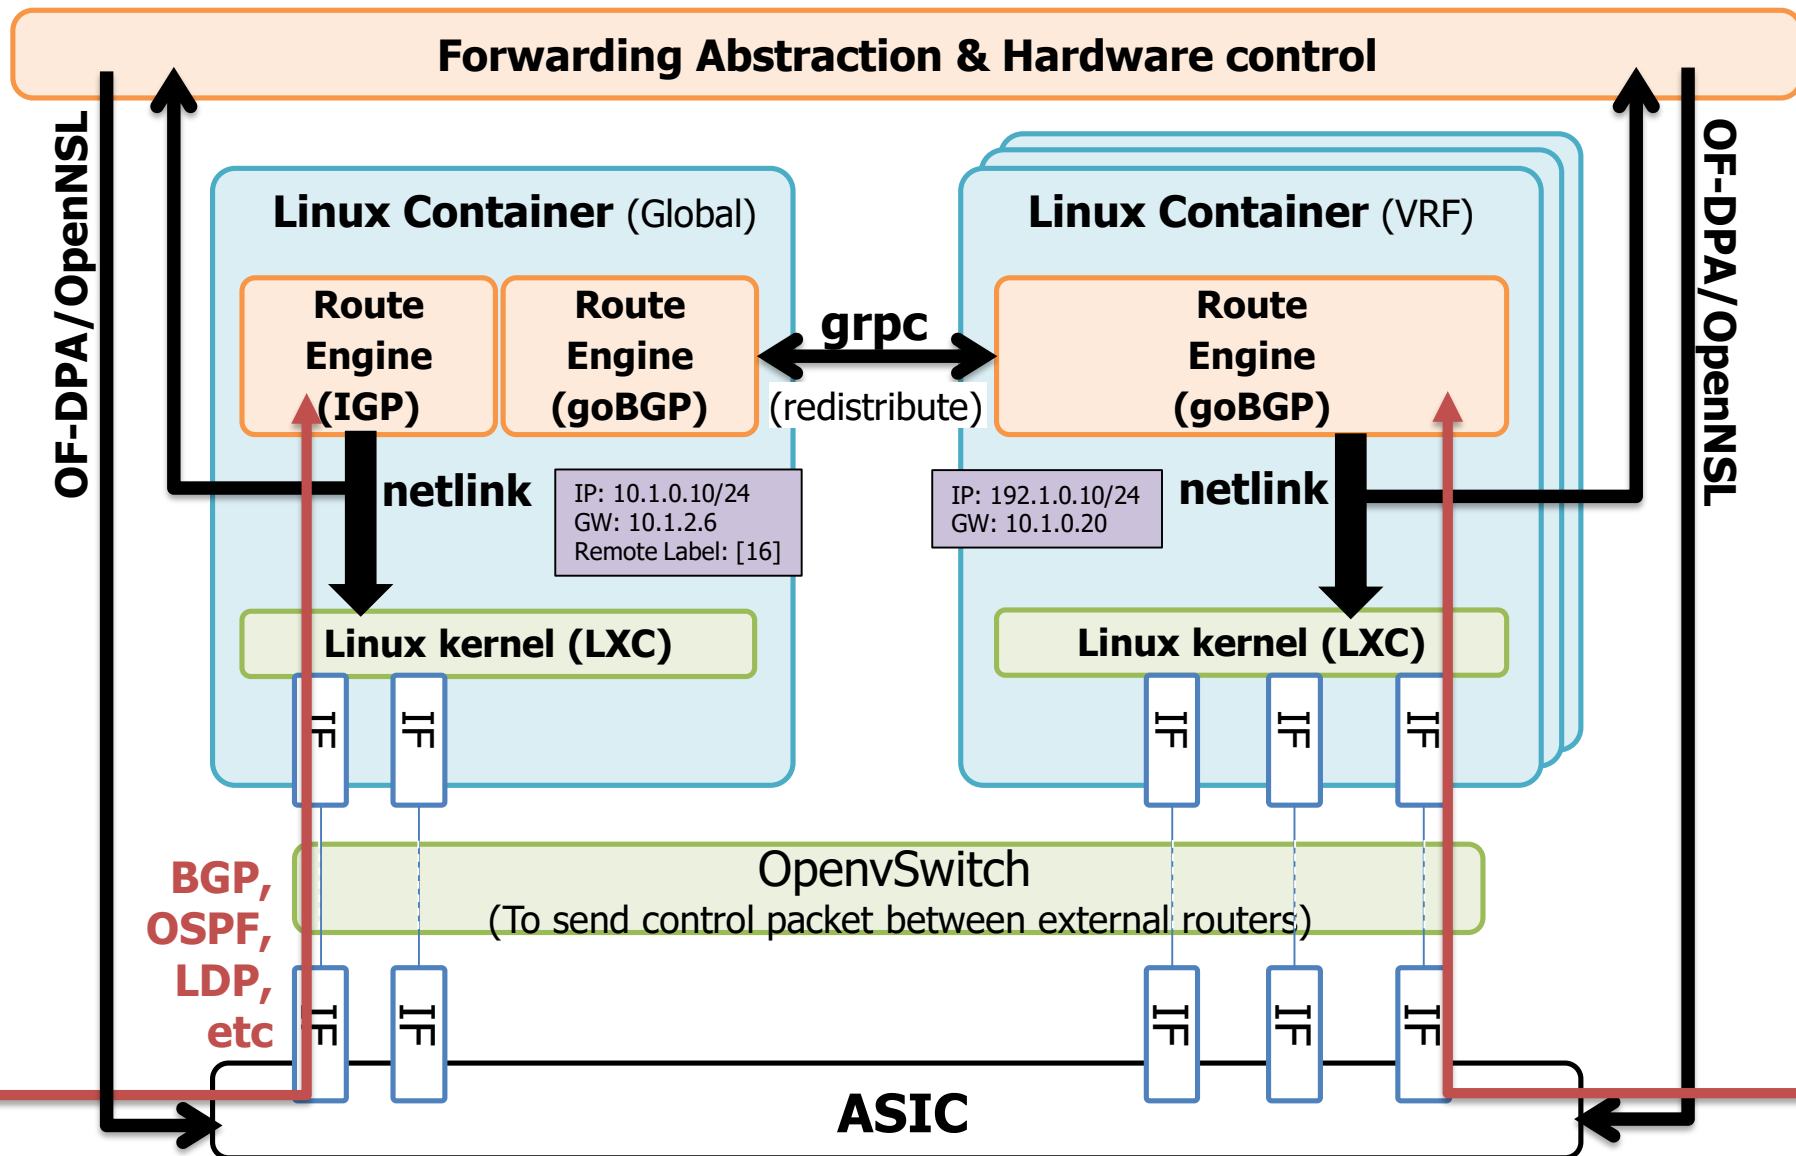 Forwarding Abstraction & Hardware control
OF-DPA/OpenNSL
OF-DPA/OpenNSL
Linux Container (Global)
Linux Container (VRF)
Route
Engine
(IGP)
Route
Engine
(goBGP)
grpc
(redistribute)
Route
Engine
(goBGP)
netlink
IP: 10.1.0.10/24
GW: 10.1.2.6
Remote Label: [16]
IP: 192.1.0.10/24
GW: 10.1.0.20
netlink
Linux kernel (LXC)
Linux kernel (LXC)
IF
IF
IF
IF
IF
BGP,
OSPF,
LDP,
etc
OpenvSwitch
(To send control packet between external routers)
IF
IF
IF
IF
IF
ASIC